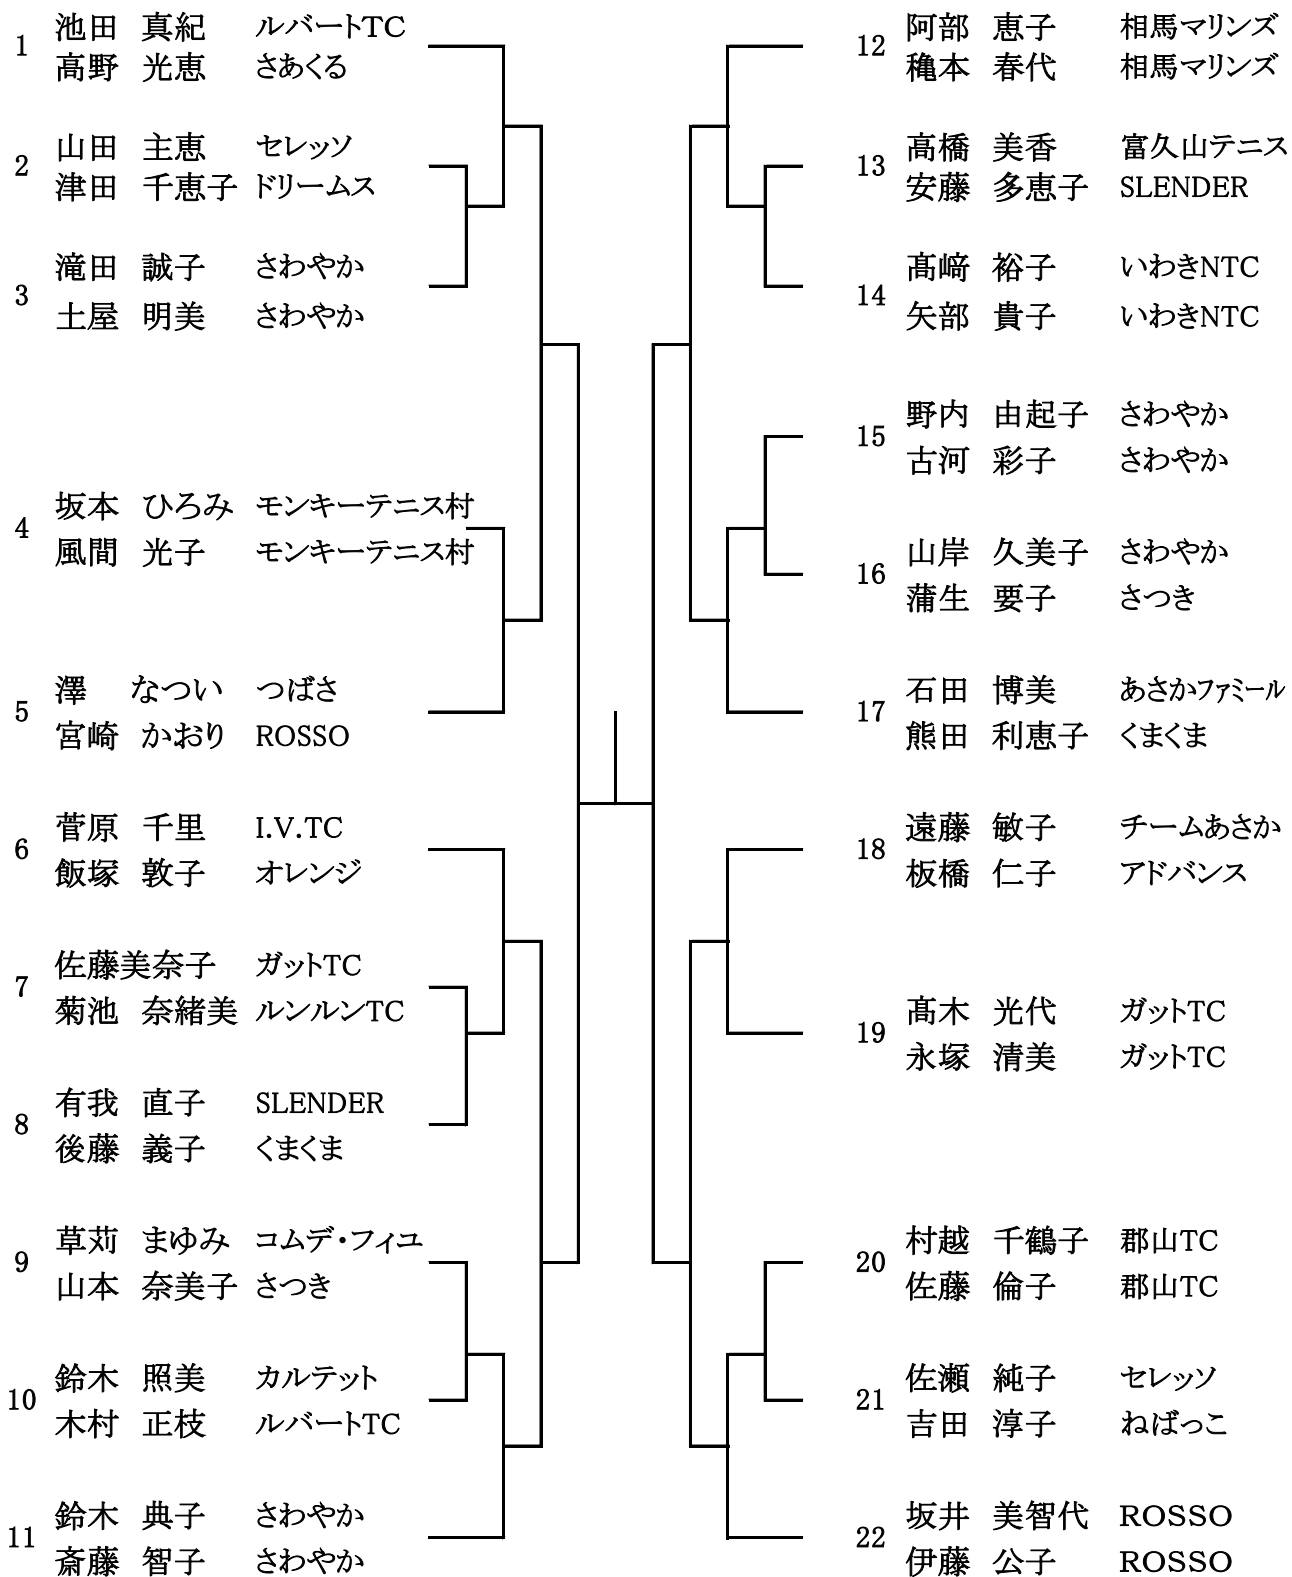 1 池田 真紀 ルバートTC
髙野 光恵 さあくる
2 山田 主恵 セレッソ
津田 千恵子 ドリームス
3 滝田 誠子 さわやか
土屋 明美 さわやか
4 坂本 ひろみ モンキーテニス村
風間 光子 モンキーテニス村
5 澤 なつい つばさ
宮崎 かおり ROSSO
6 菅原 千里 I.V.TC
飯塚 敦子 オレンジ
7 佐藤美奈子 ガットTC
菊池 奈緒美 ルンルンTC
8 有我 直子 SLENDER
後藤 義子 くまくま
9 草苅 まゆみ コムデ・フィユ
山本 奈美子 さつき
10 鈴木 照美 カルテット
木村 正枝 ルバートTC
11 鈴木 典子 さわやか
斎藤 智子 さわやか
12 阿部 恵子 相馬マリンズ
穐本 春代 相馬マリンズ
13 高橋 美香 富久山テニス
安藤 多恵子 SLENDER
14 髙﨑 裕子 いわきNTC
矢部 貴子 いわきNTC
15 野内 由起子 さわやか
古河 彩子 さわやか
16 山岸 久美子 さわやか
蒲生 要子 さつき
17 石田 博美 あさかファミール
熊田 利恵子 くまくま
18 遠藤 敏子 チームあさか
板橋 仁子 アドバンス
19 髙木 光代 ガットTC
永塚 清美 ガットTC
20 村越 千鶴子 郡山TC
佐藤 倫子 郡山TC
21 佐瀬 純子 セレッソ
吉田 淳子 ねばっこ
22 坂井 美智代 ROSSO
伊藤 公子 ROSSO